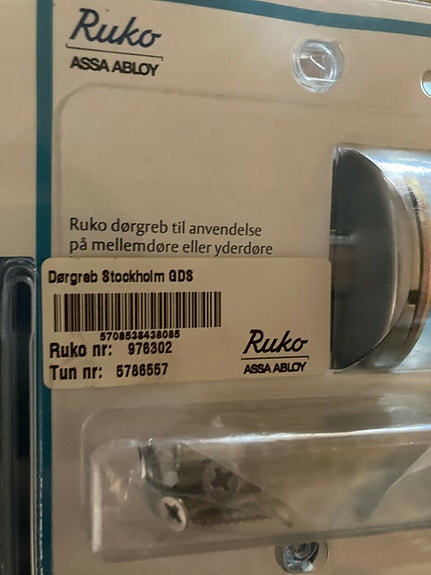 Ruko
ASSA ABLOY
Ruko dørgreb til anvendelse
på mellemdøre eller yderdøre
Dørgreb Stockholm GDS
5708538438085
Ruko nr: 976302
Tun nr: 5786557
Ruko
ASSA ABLOY